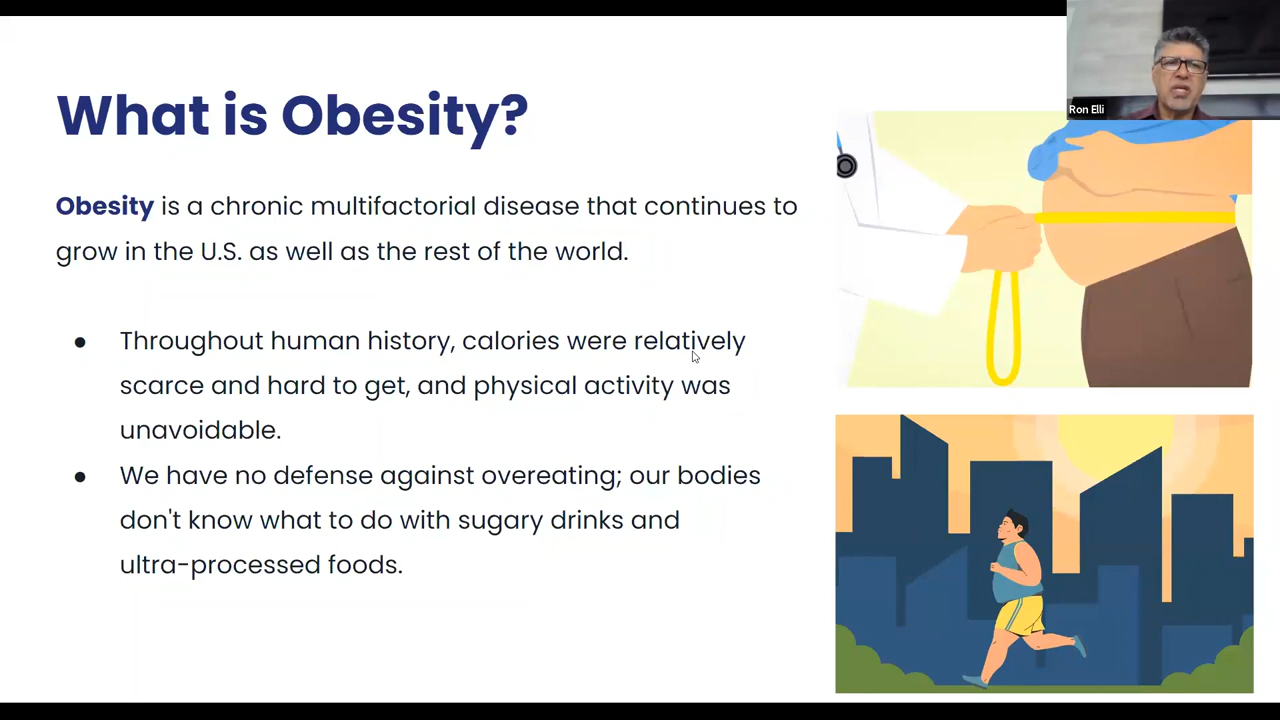 Ron Elli
What is Obesity?
Obesity is a chronic multifactorial disease that continues to
grow in the U.S. as well as the rest of the world.
● Throughout human history, calories were relatively
scarce and hard to get, and physical activity was
unavoidable.
● We have no defense against overeating; our bodies
don't know what to do with sugary drinks and
ultra-processed foods.